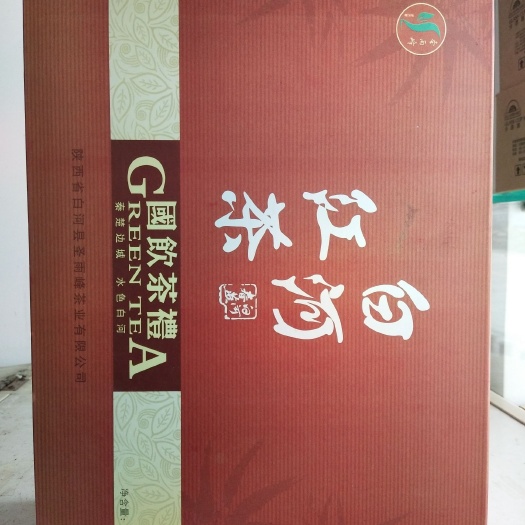 白河
红茶
國飲茶禮
GREEN TEA
秦楚边城 水色白河
陕西省白河县圣丽峰茶业有限公司
净含量: